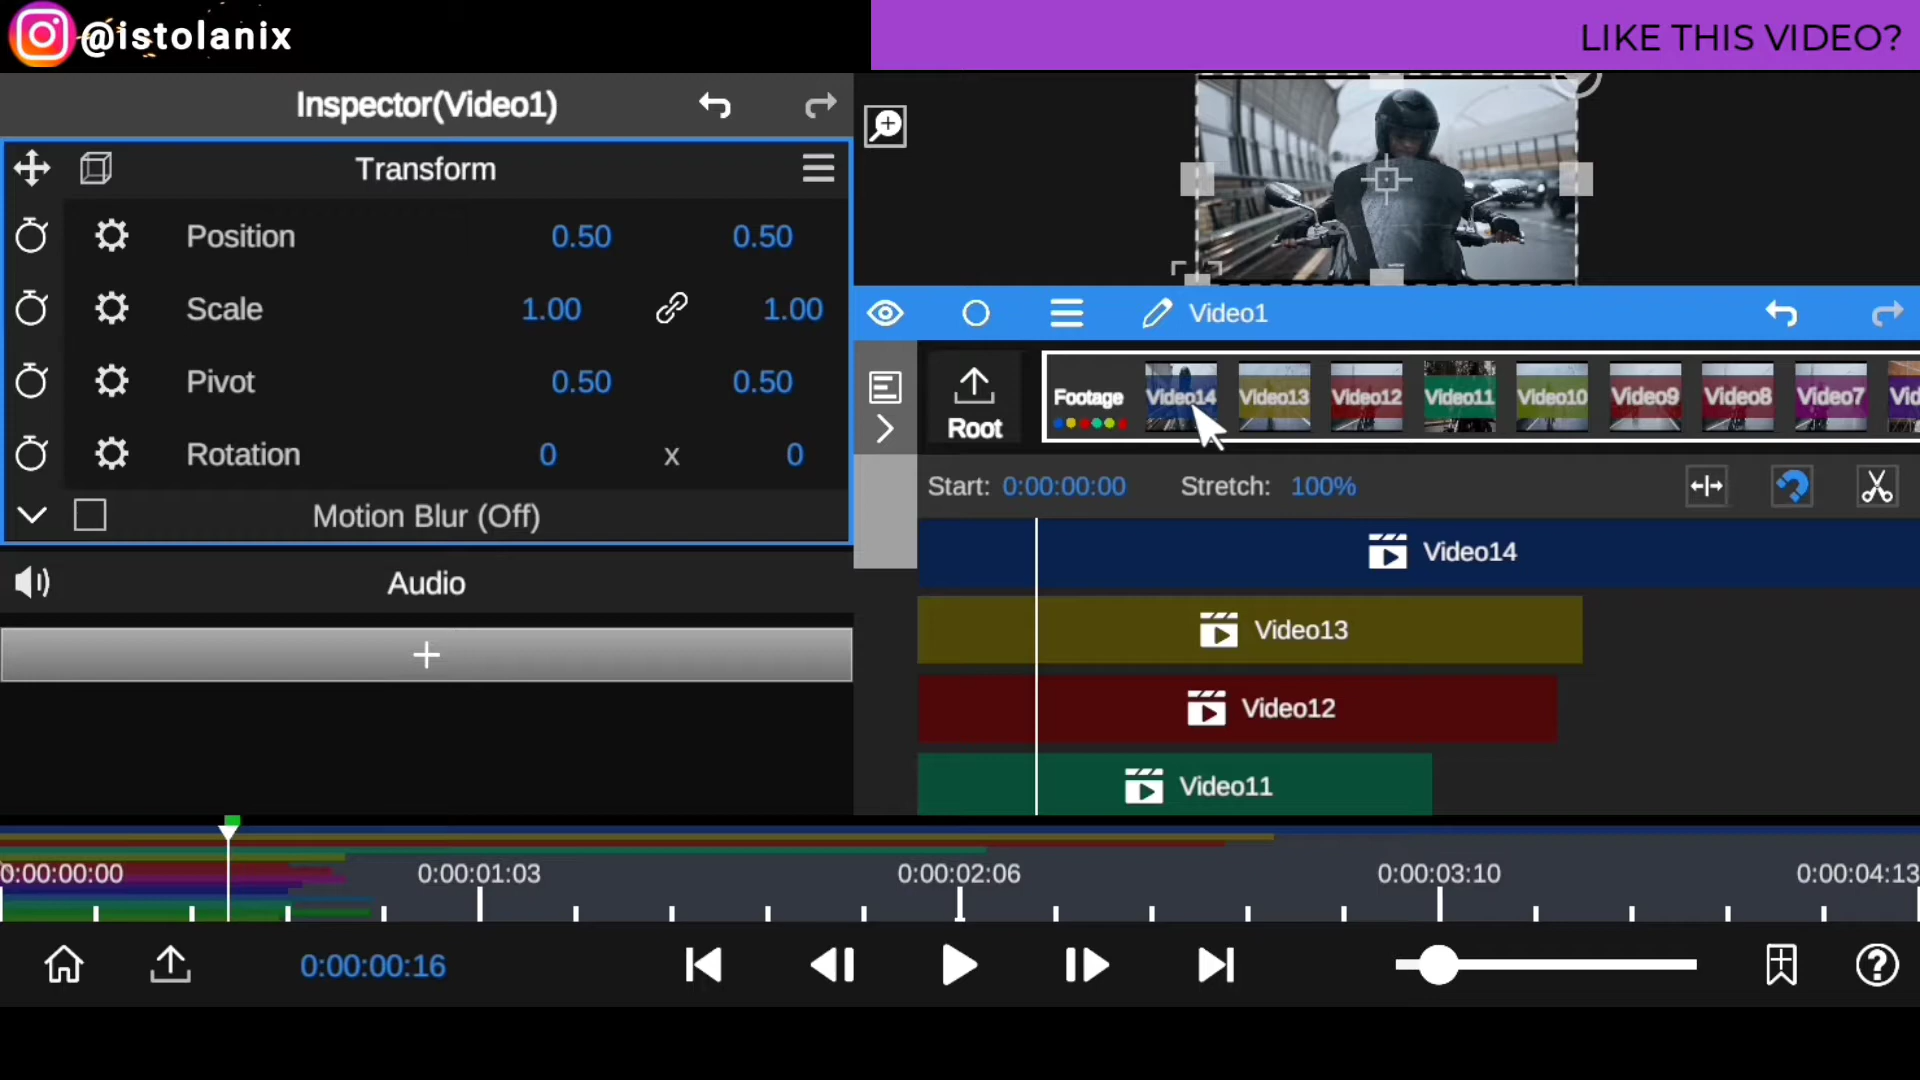 @istolanix
LIKE THIS VIDEO?
Inspector(Video1)
Transform
Position 0.50 0.50
Scale 1.00 1.00
Pivot 0.50 0.50
Rotation 0 x 0
Motion Blur (Off)
Audio
+
Video1
Root
Footage Video14 Video13 Video12 Video11 Video10 Video9 Video8 Video7 Vid
Start: 0:00:00:00 Stretch: 100%
Video14
Video13
Video12
Video11
0:00:00:00 0:00:01:03 0:00:02:06 0:00:03:10 0:00:04:13
0:00:00:16